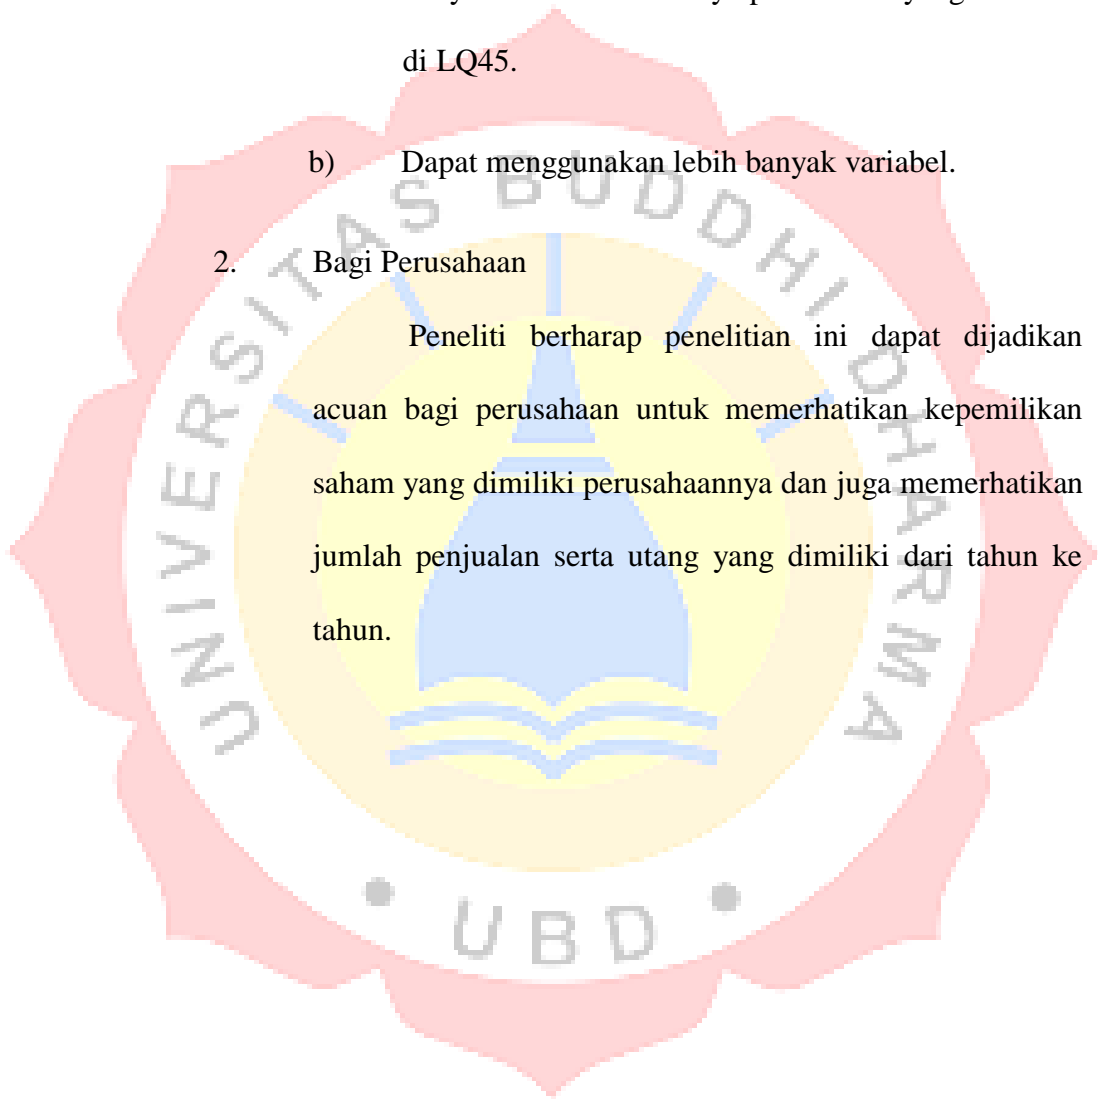 di LQ45.
b) Dapat menggunakan lebih banyak variabel.
2. Bagi Perusahaan
Peneliti berharap penelitian ini dapat dijadikan
acuan bagi perusahaan untuk memerhatikan kepemilikan
saham yang dimiliki perusahaannya dan juga memerhatikan
jumlah penjualan serta utang yang dimiliki dari tahun ke
tahun.
UNIVERSITAS BUDDHI DHARMA
• UBD •